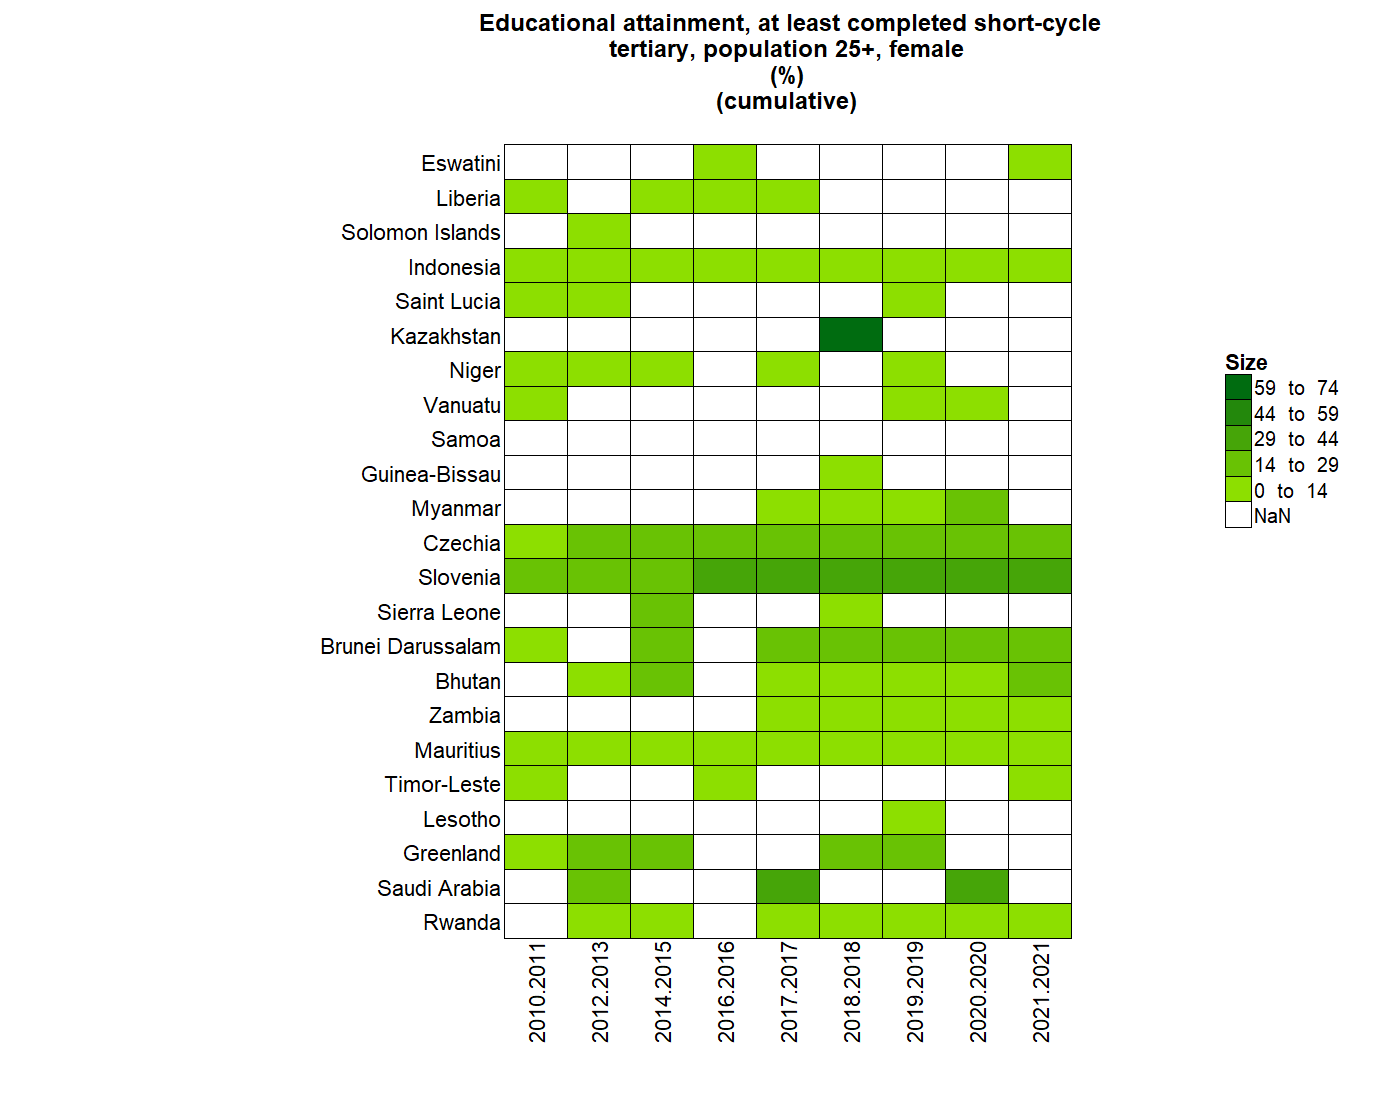 Educational attainment, at least completed short-cycle
tertiary, population 25+, female
(%)
(cumulative)
Eswatini
Liberia
Solomon Islands
Indonesia
Saint Lucia
Kazakhstan
Niger
Vanuatu
Samoa
Guinea-Bissau
Myanmar
Czechia
Slovenia
Sierra Leone
Brunei Darussalam
Bhutan
Zambia
Mauritius
Timor-Leste
Lesotho
Greenland
Saudi Arabia
Rwanda
2010.2011
2012.2013
2014.2015
2016.2016
2017.2017
2018.2018
2019.2019
2020.2020
2021.2021
Size
59 to 74
44 to 59
29 to 44
14 to 29
0 to 14
NaN